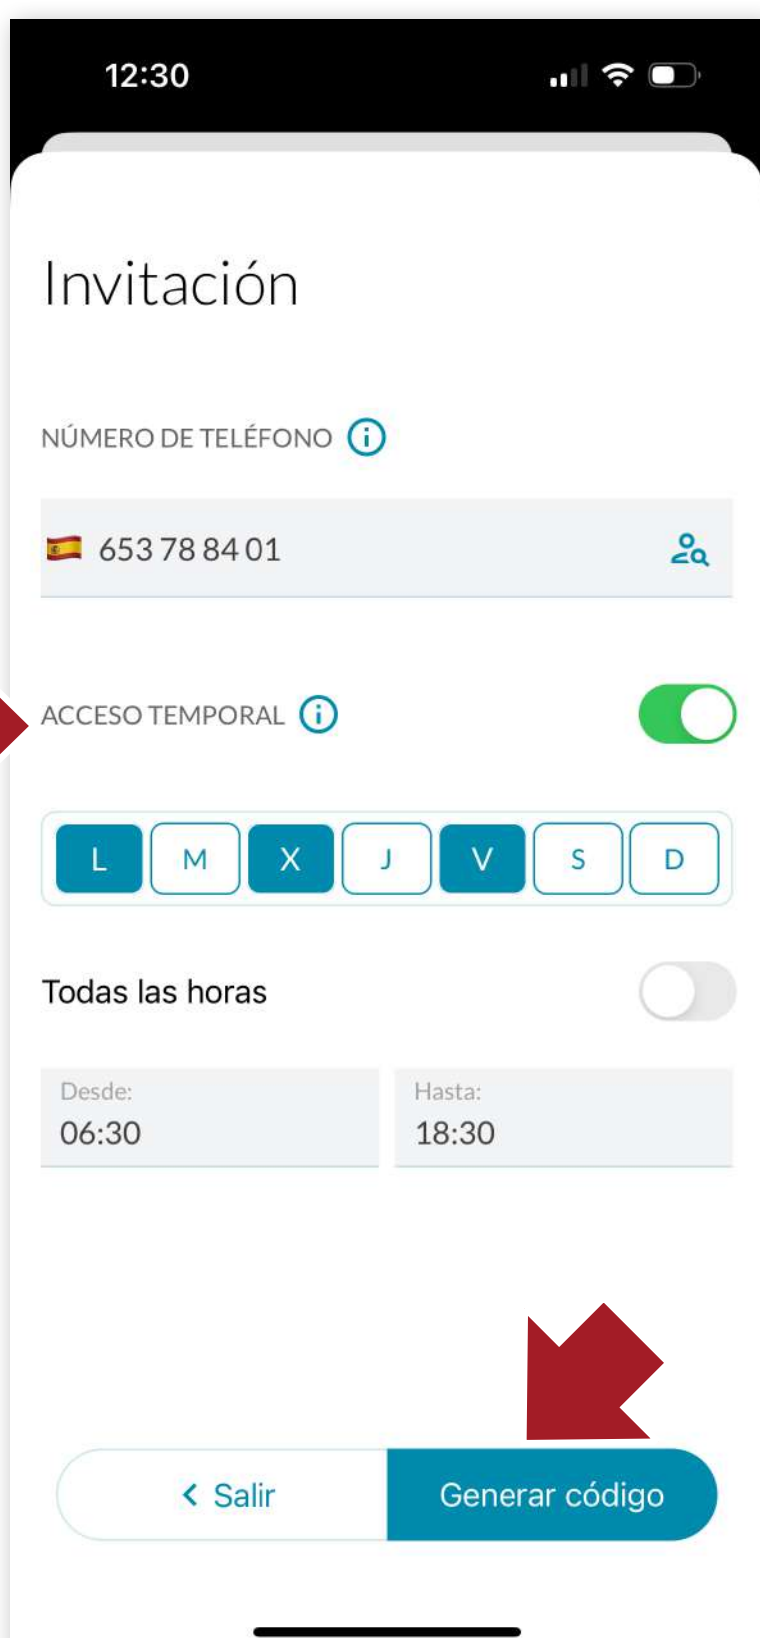 12:30
Invitación
NÚMERO DE TELÉFONO
653 78 84 01
ACCESO TEMPORAL
L M X J V S D
Todas las horas
Desde: Hasta:
06:30 18:30
< Salir Generar código